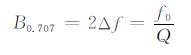 B₀.₇₀₇ = 2Δf = f₀/Q